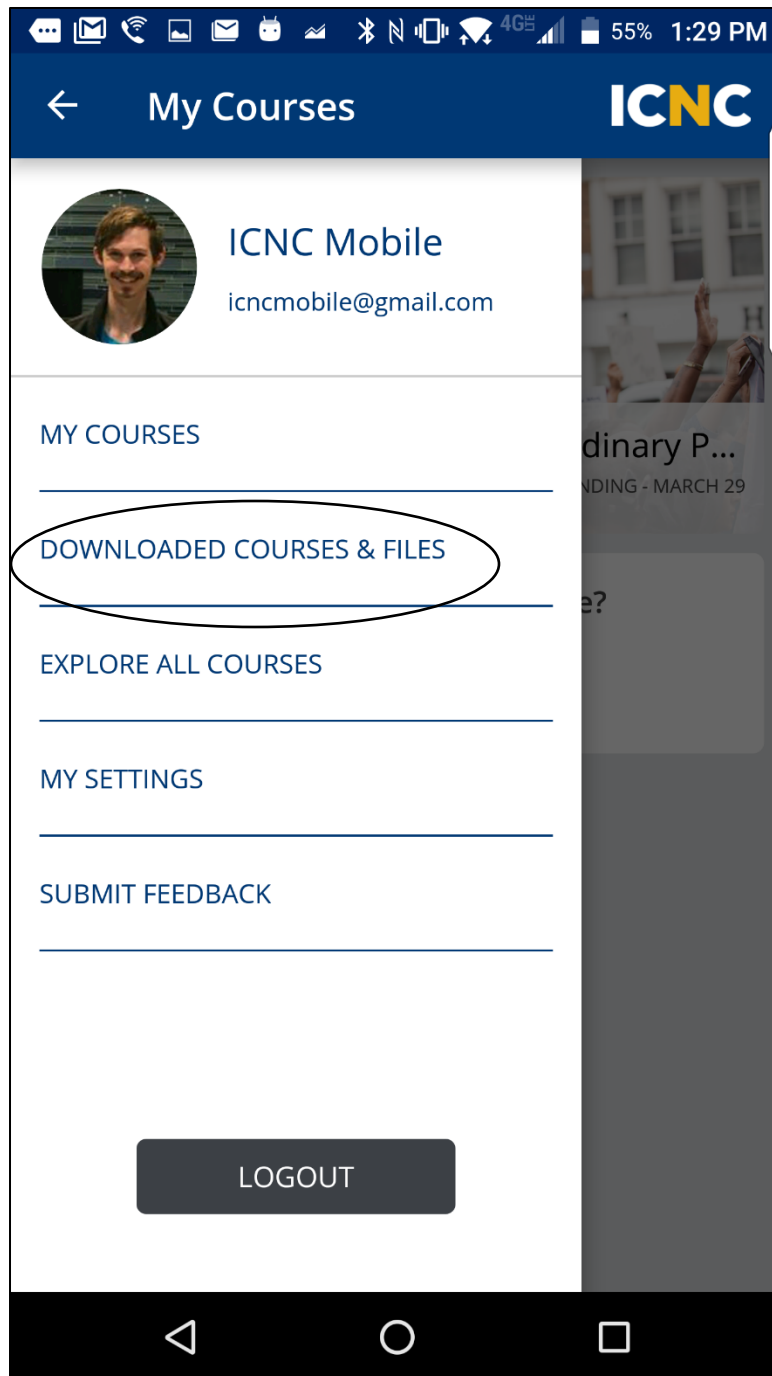 4GE 55% 1:29 PM
My Courses ICNC
ICNC Mobile
icncmobile@gmail.com
H
MY COURSES
dinary P...
NDING - MARCH 29
DOWNLOADED COURSES & FILES
e?
EXPLORE ALL COURSES
MY SETTINGS
SUBMIT FEEDBACK
LOGOUT